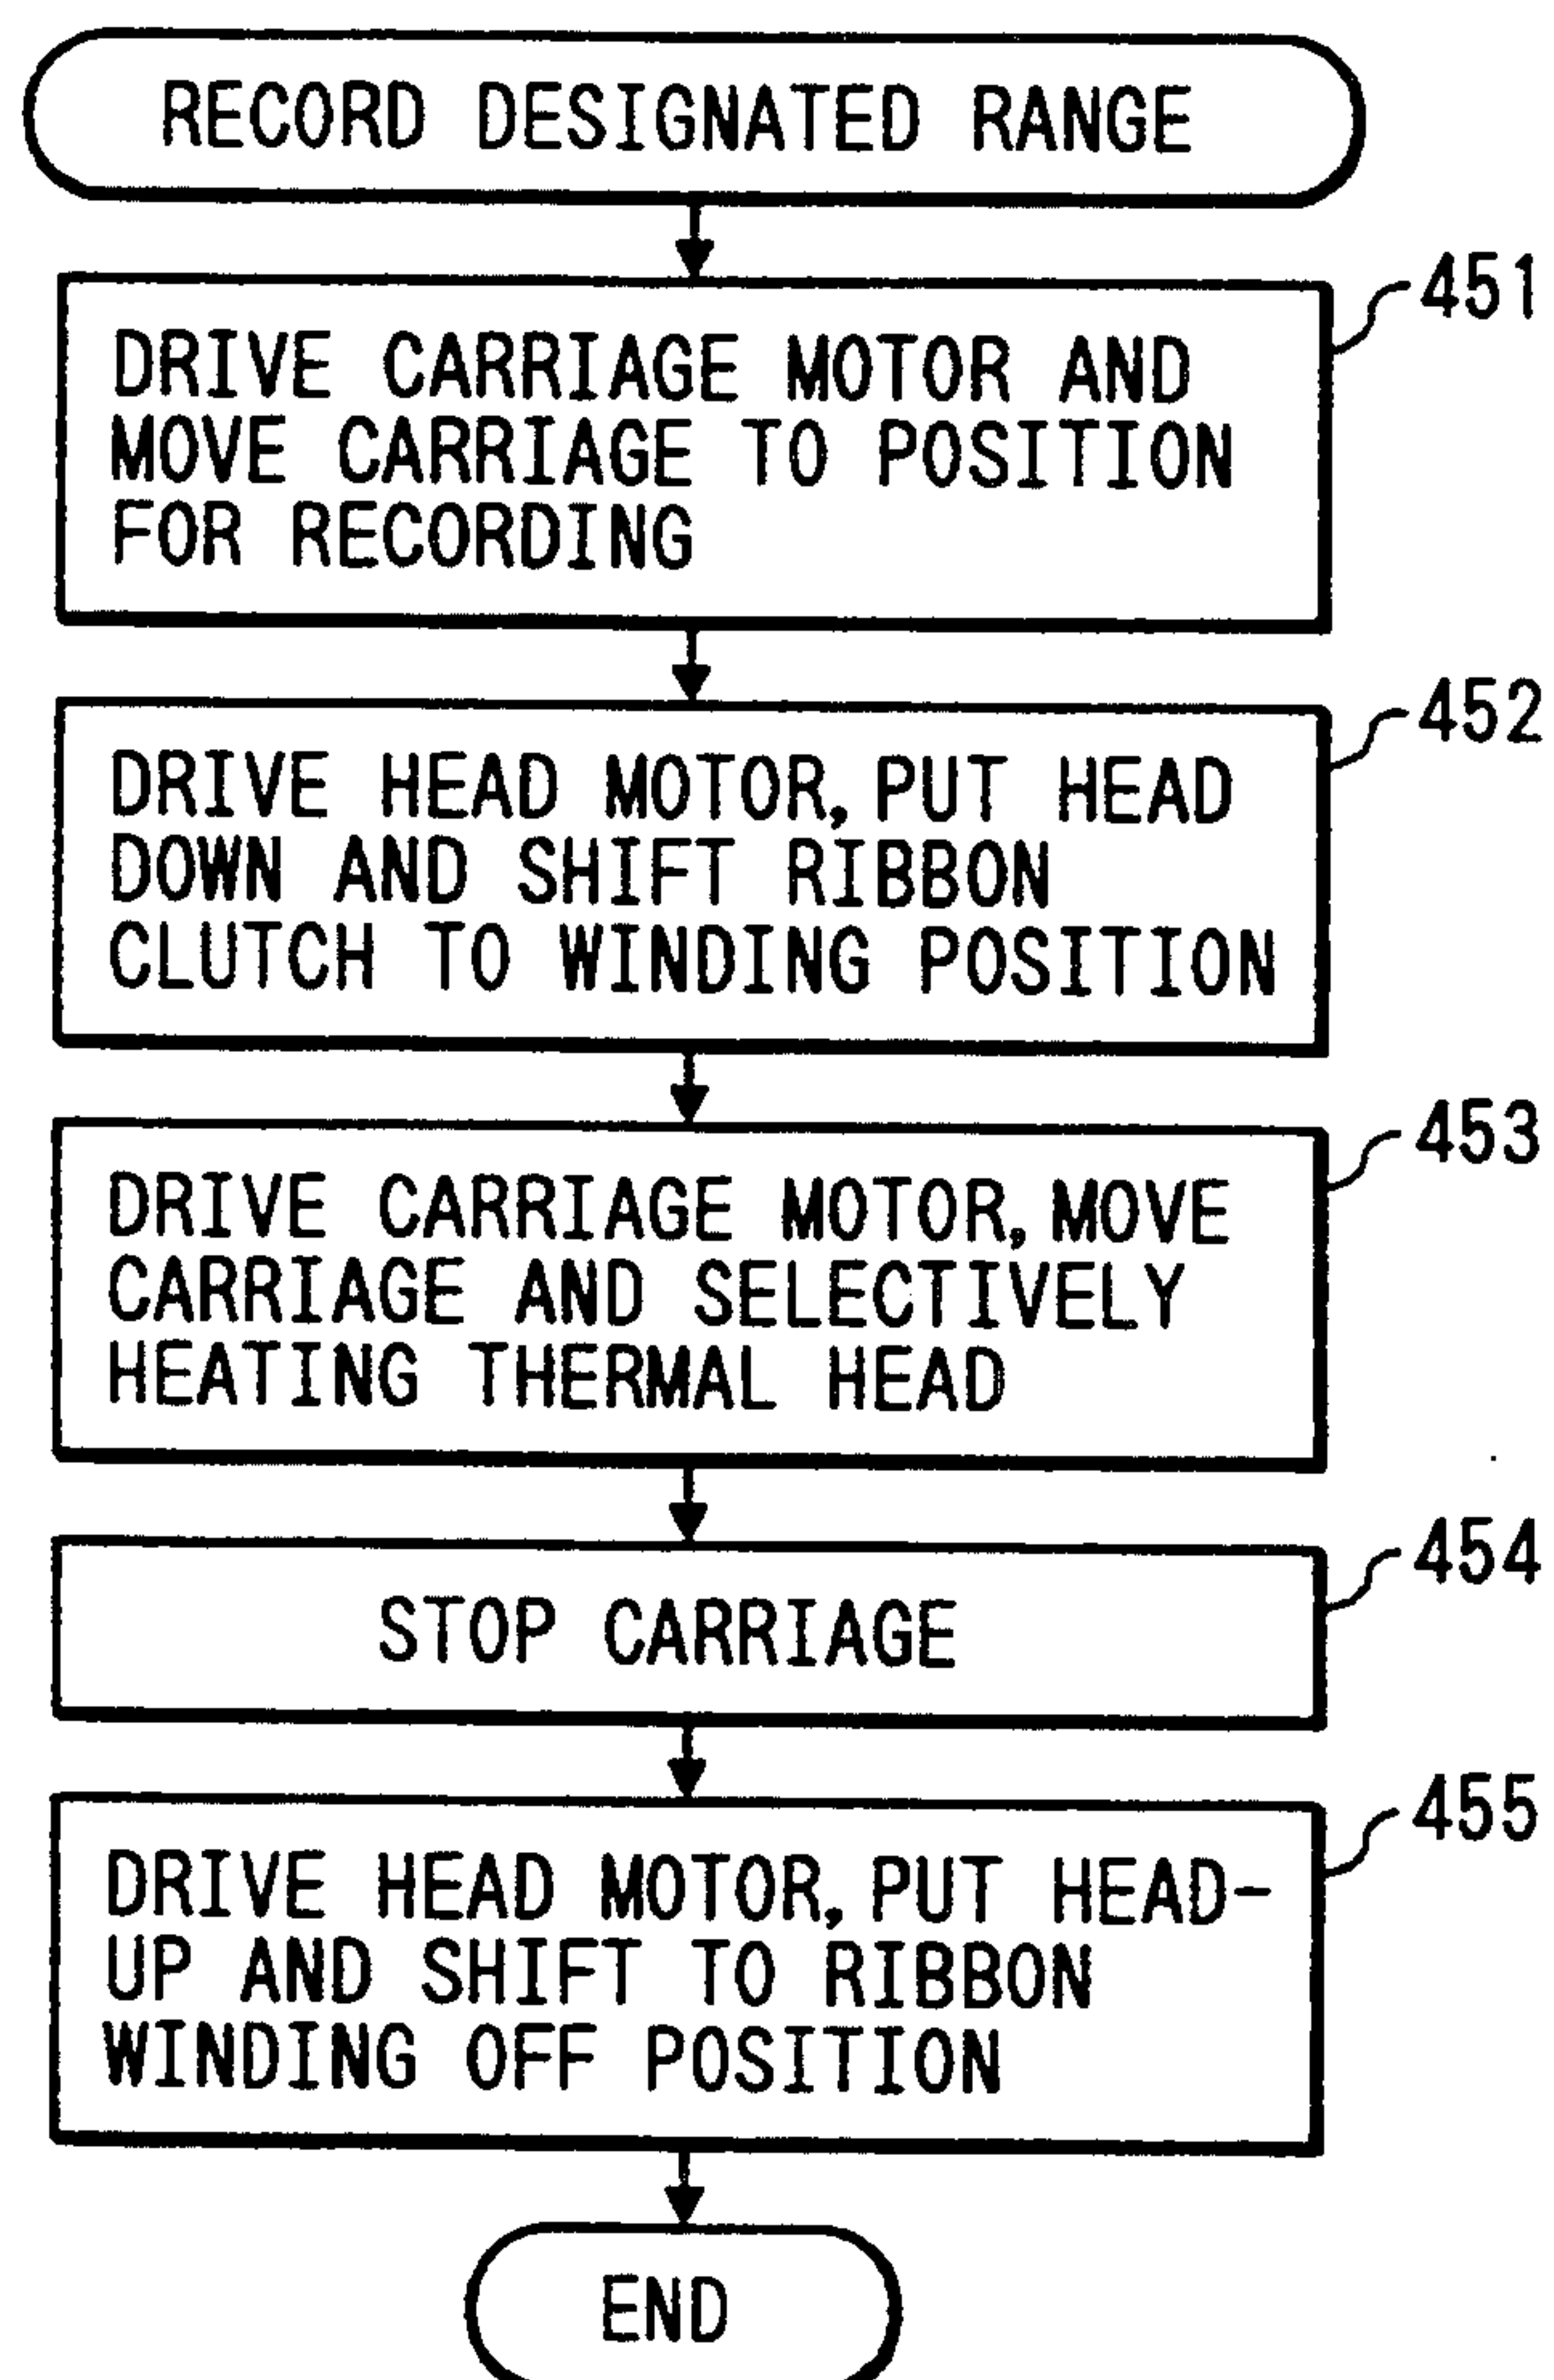 RECORD DESIGNATED RANGE
451
DRIVE CARRIAGE MOTOR AND
MOVE CARRIAGE TO POSITION
FOR RECORDING
452
DRIVE HEAD MOTOR, PUT HEAD
DOWN AND SHIFT RIBBON
CLUTCH TO WINDING POSITION
453
DRIVE CARRIAGE MOTOR, MOVE
CARRIAGE AND SELECTIVELY
HEATING THERMAL HEAD
454
STOP CARRIAGE
455
DRIVE HEAD MOTOR, PUT HEAD-
UP AND SHIFT TO RIBBON
WINDING OFF POSITION
END